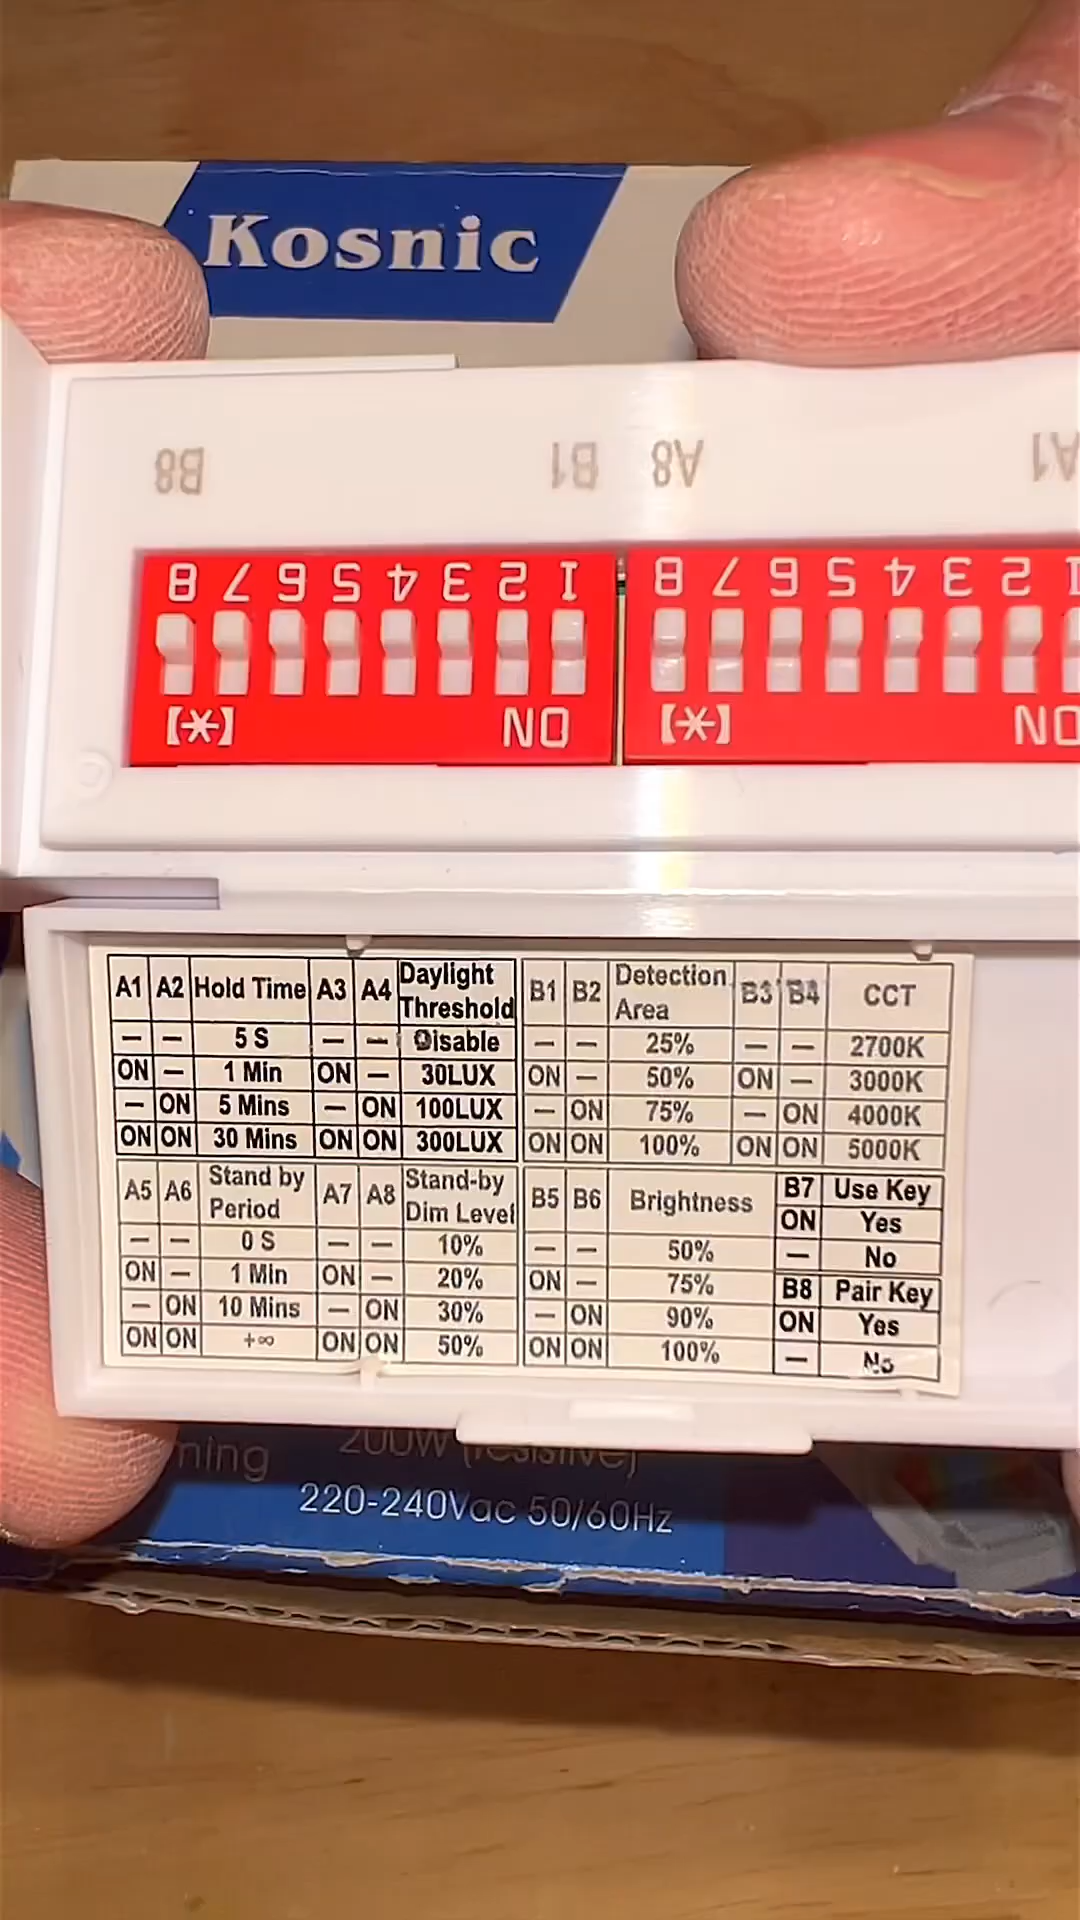 Kosnic
B8 B1 A8 A1
8 7 6 5 4 3 2 1 8 7 6 5 4 3 2 1
[*] ON [*] ON
A1 A2 Hold Time A3 A4 Daylight Threshold B1 B2 Detection Area B3 B4 CCT
— — 5 S — — Disable — — 25% — — 2700K
ON — 1 Min ON — 30LUX ON — 50% ON — 3000K
— ON 5 Mins — ON 100LUX — ON 75% — ON 4000K
ON ON 30 Mins ON ON 300LUX ON ON 100% ON ON 5000K
A5 A6 Stand by Period A7 A8 Stand-by Dim Level B5 B6 Brightness B7 Use Key
ON Yes
— — 0 S — — 10% — — 50% — No
ON — 1 Min ON — 20% ON — 75% B8 Pair Key
— ON 10 Mins — ON 30% — ON 90% ON Yes
ON ON +∞ ON ON 50% ON ON 100% — No
200W (resistive)
220-240Vac 50/60Hz